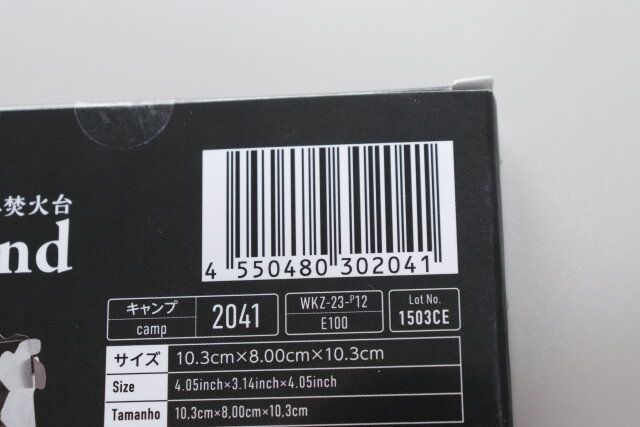 焚火台
nd
4 550480 302041
キャンプ
camp
2041
WKZ-23-P12
E100
Lot No.
1503CE
サイズ 10.3cm×8.00cm×10.3cm
Size 4.05inch×3.14inch×4.05inch
Tamanho 10,3cm×8,00cm×10,3cm